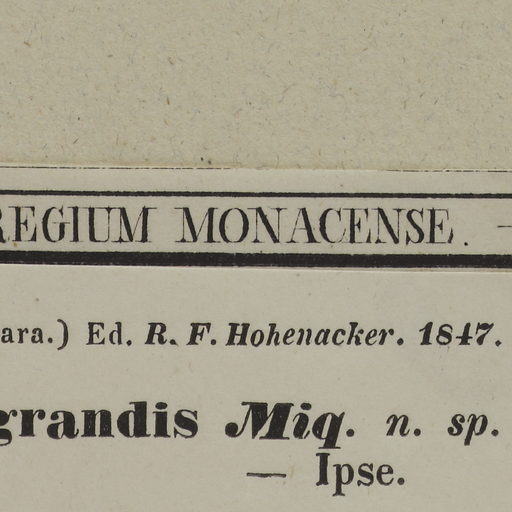 REGIUM MONACENSE. —
ara.) Ed. R. F. Hohenacker. 1847.
grandis Miq. n. sp.
— Ipse.